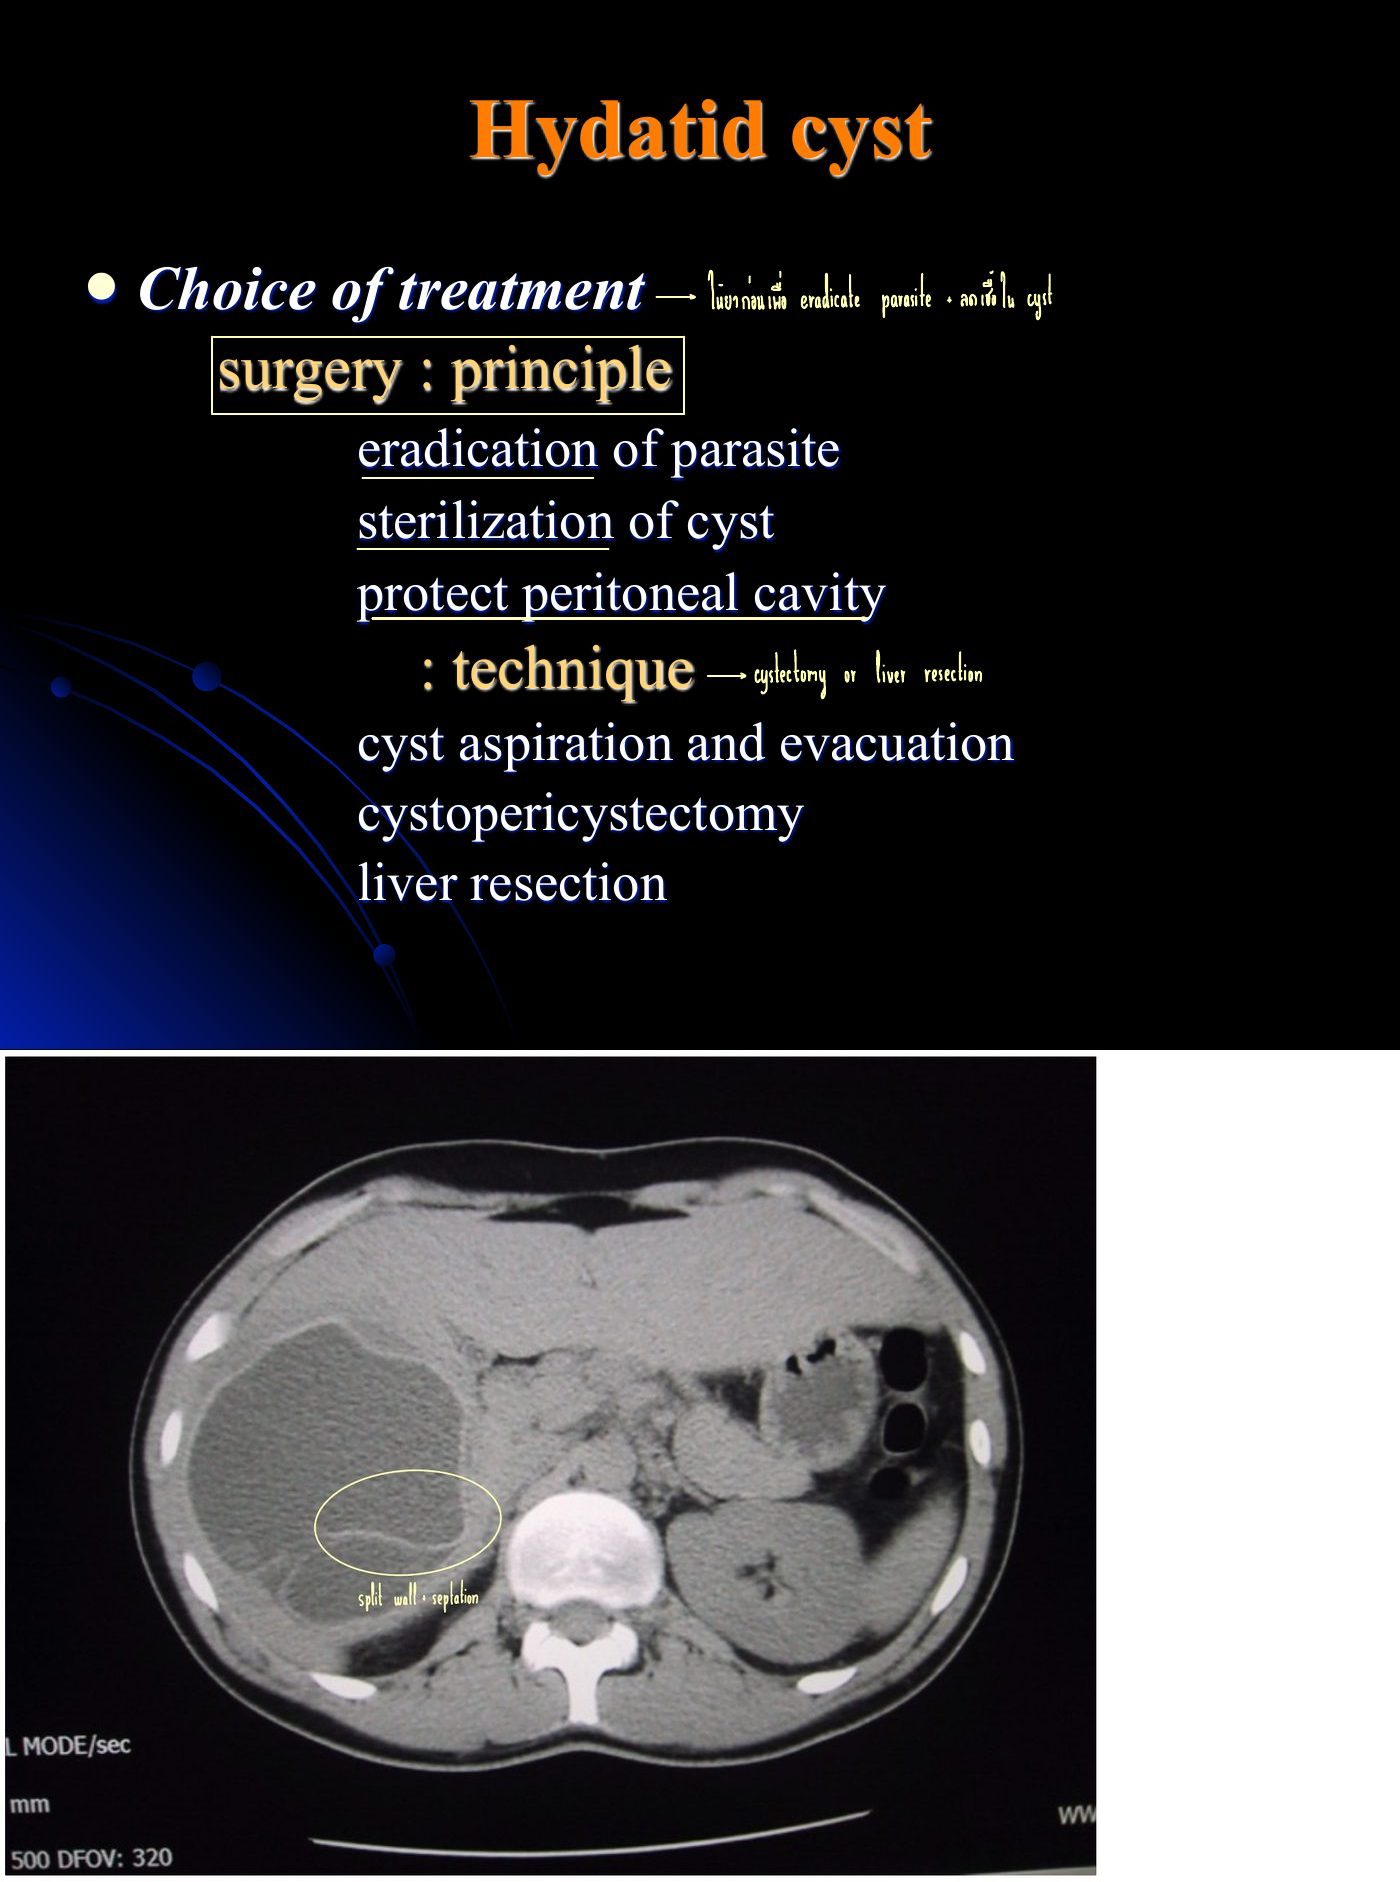 Hydatid cyst
Choice of treatment → ให้ยาก่อนเพื่อ eradicate parasite + ลดเชื้อใน cyst
surgery : principle
eradication of parasite
sterilization of cyst
protect peritoneal cavity
: technique → cystectomy or liver resection
cyst aspiration and evacuation
cystopericystectomy
liver resection
split wall + septation
L MODE/sec
mm
WW
500 DFOV: 320